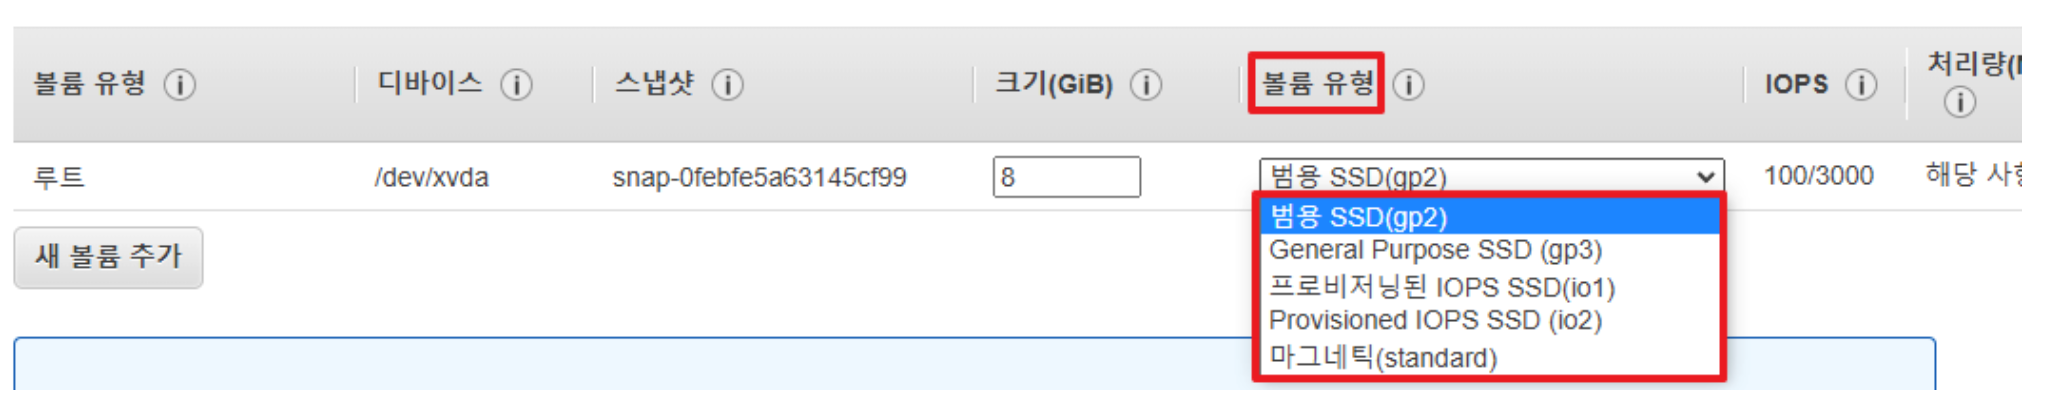 볼륨 유형
디바이스
스냅샷
크기(GiB)
볼륨 유형
IOPS
처리량(
루트
/dev/xvda
snap-0febfe5a63145cf99
8
범용 SSD(gp2)
100/3000
해당
범용 SSD(gp2)
General Purpose SSD (gp3)
프로비저닝된 IOPS SSD(io1)
Provisioned IOPS SSD (io2)
마그네틱(standard)
새 볼륨 추가